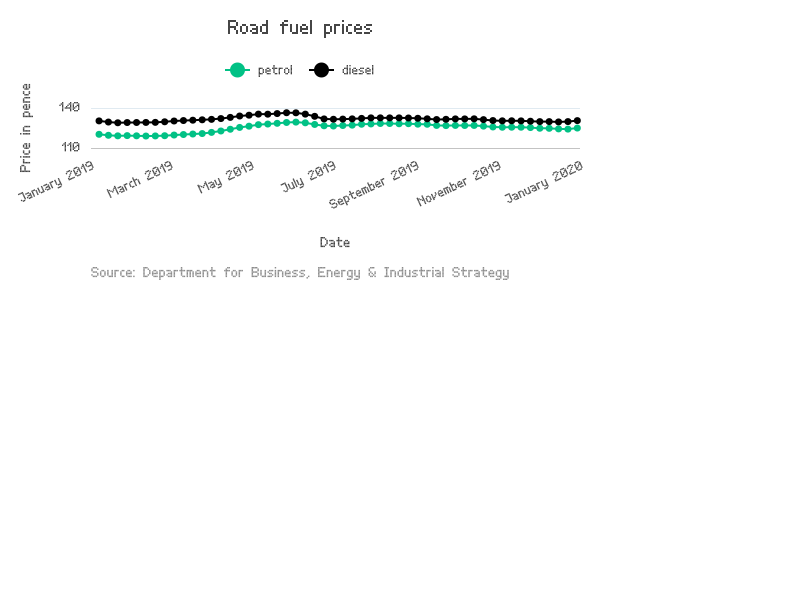 Road fuel prices
petrol
diesel
Price in pence
140
110
January 2019
March 2019
May 2019
July 2019
September 2019
November 2019
January 2020
Date
Source: Department for Business, Energy & Industrial Strategy